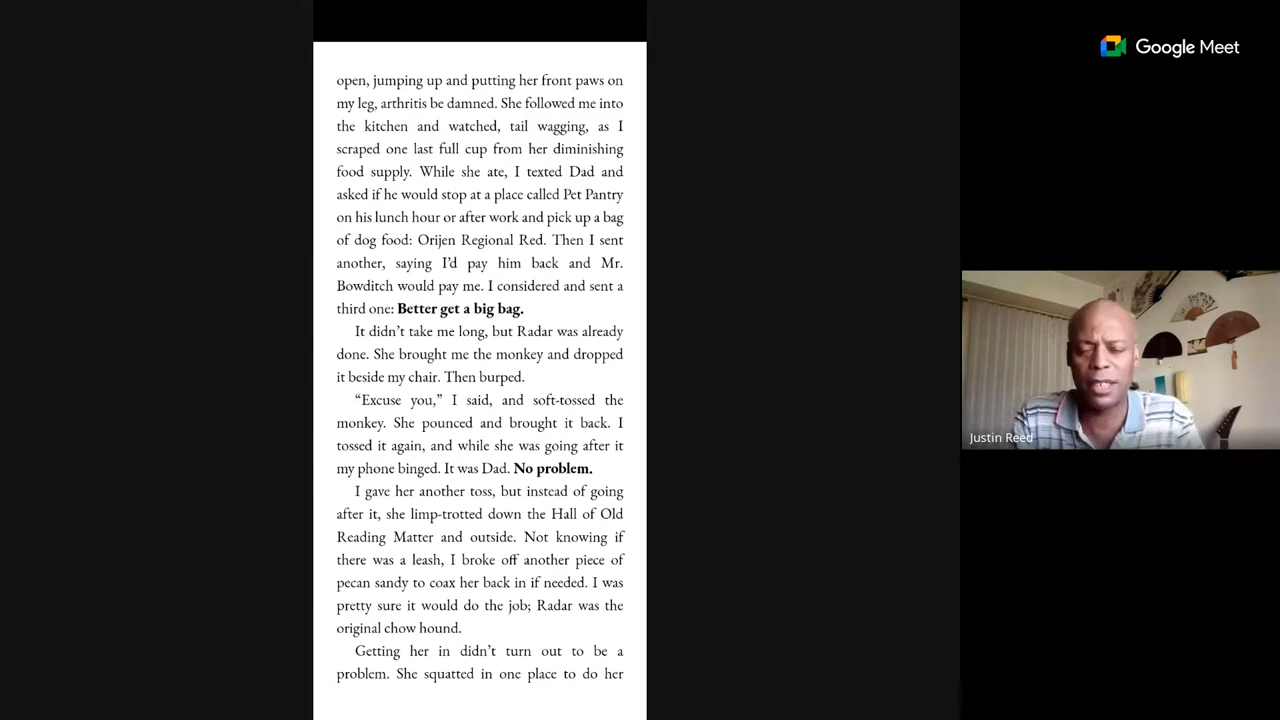 open, jumping up and putting her front paws on
my leg, arthritis be damned. She followed me into
the kitchen and watched, tail wagging, as I
scraped one last full cup from her diminishing
food supply. While she ate, I texted Dad and
asked if he would stop at a place called Pet Pantry
on his lunch hour or after work and pick up a bag
of dog food: Orijen Regional Red. Then I sent
another, saying I’d pay him back and Mr.
Bowditch would pay me. I considered and sent a
third one: Better get a big bag.
It didn’t take me long, but Radar was already
done. She brought me the monkey and dropped
it beside my chair. Then burped.
“Excuse you,” I said, and soft-tossed the
monkey. She pounced and brought it back. I
tossed it again, and while she was going after it
my phone binged. It was Dad. No problem.
I gave her another toss, but instead of going
after it, she limp-trotted down the Hall of Old
Reading Matter and outside. Not knowing if
there was a leash, I broke off another piece of
pecan sandy to coax her back in if needed. I was
pretty sure it would do the job; Radar was the
original chow hound.
Getting her in didn’t turn out to be a
problem. She squatted in one place to do her
Google Meet
Justin Reed